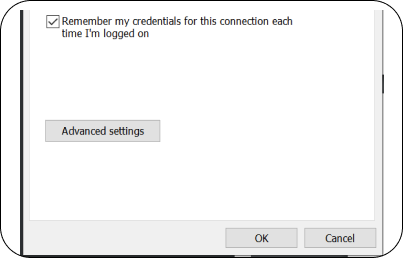 Remember my credentials for this connection each
time I'm logged on
Advanced settings
OK
Cancel